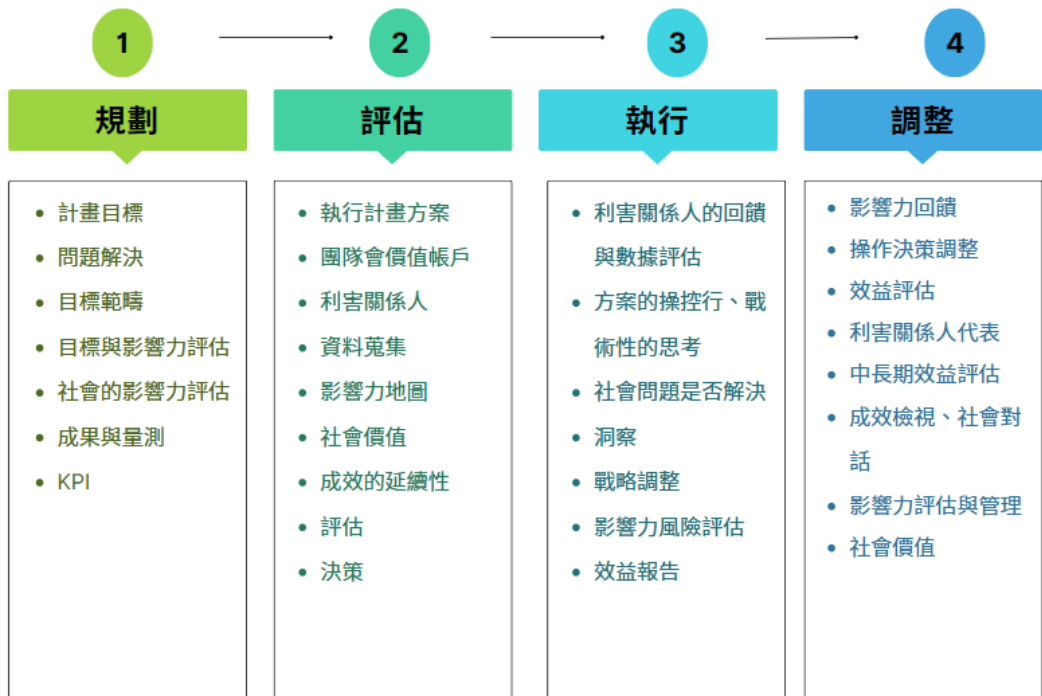 1
2
3
4
規劃
評估
執行
調整
• 計畫目標
• 問題解決
• 目標範疇
• 目標與影響力評估
• 社會的影響力評估
• 成果與量測
• KPI
• 執行計畫方案
• 團隊會價值帳戶
• 利害關係人
• 資料蒐集
• 影響力地圖
• 社會價值
• 成效的延續性
• 評估
• 決策
• 利害關係人的回饋
與數據評估
• 方案的操控行、戰
術性的思考
• 社會問題是否解決
• 洞察
• 戰略調整
• 影響力風險評估
• 效益報告
• 影響力回饋
• 操作決策調整
• 效益評估
• 利害關係人代表
• 中長期效益評估
• 成效檢視、社會對
話
• 影響力評估與管理
• 社會價值